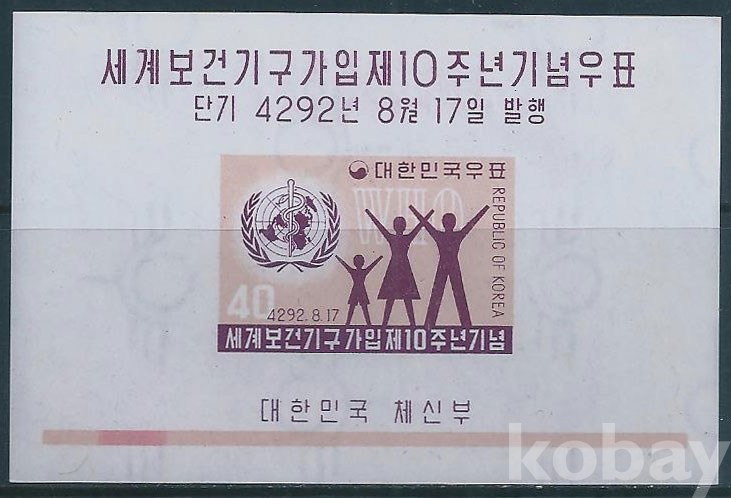 세계보건기구가입제10주년기념우표
단기 4292년 8월 17일 발행
대한민국우표
WHO
REPUBLIC OF KOREA
40
4292.8.17
세계보건기구가입제10주년기념
대한민국 체신부
kobay